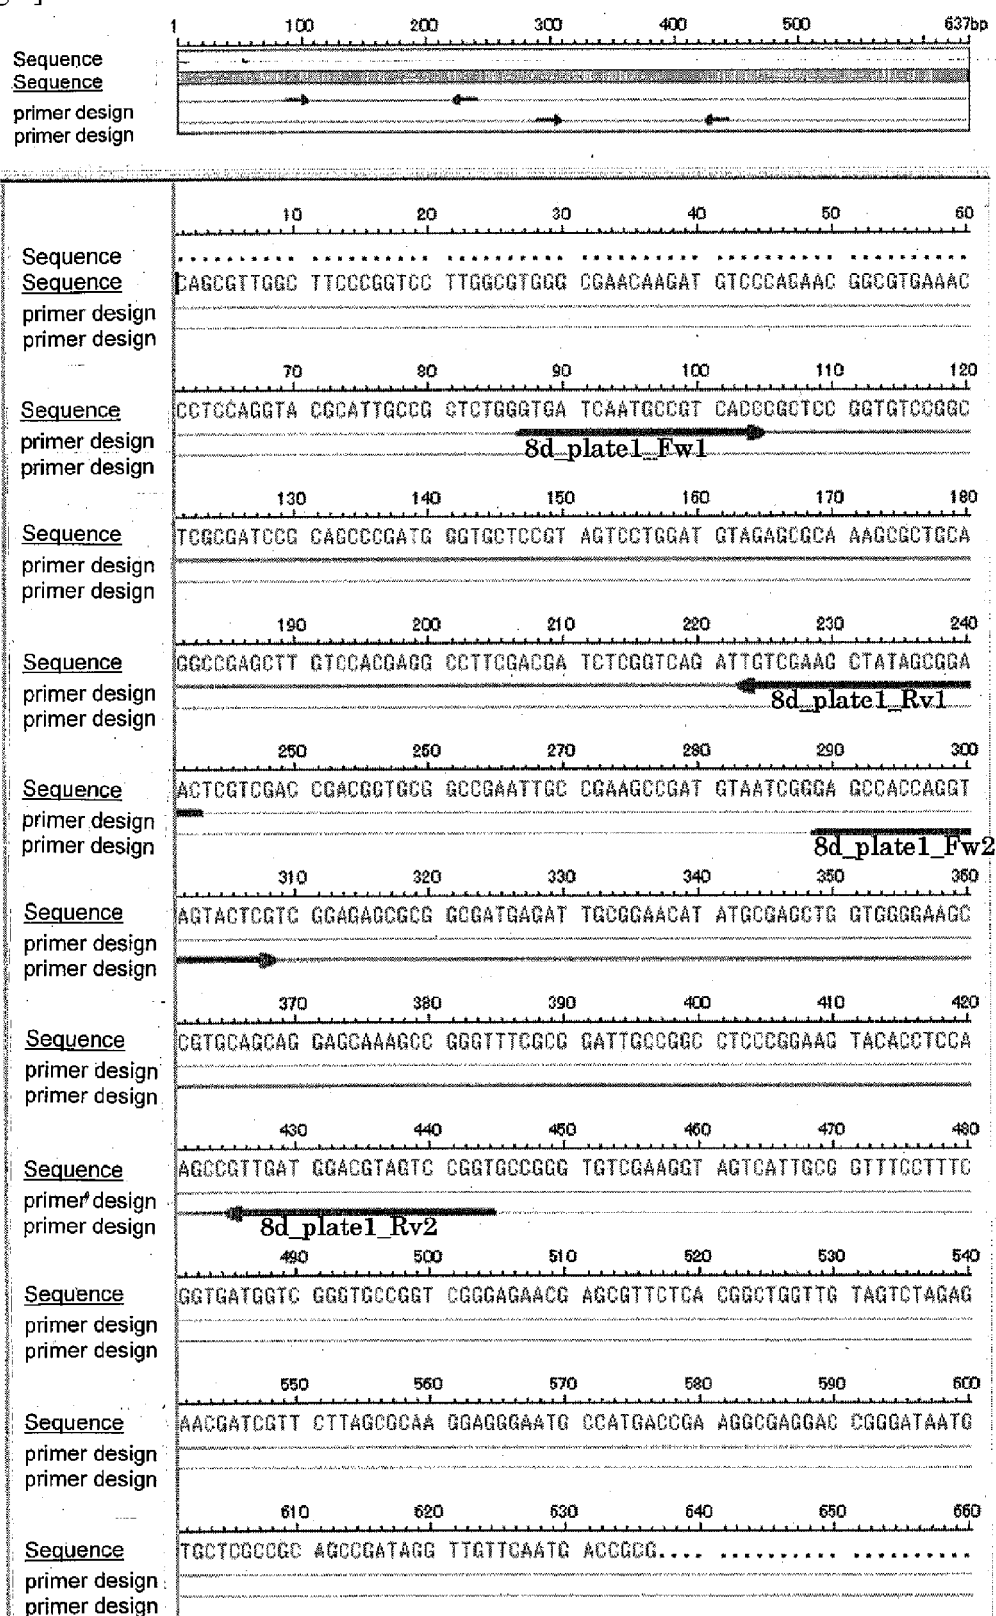 1 100 200 300 400 500 637bp
Sequence
Sequence
primer design
primer design
10 20 30 40 50 60
Sequence
Sequence CAGCGTTGGC TTCCCGGTCC TTGGCGTGGG CGAACAAGAT GTCCCAGAAC GGCGTGAAAC
primer design
primer design
70 80 90 100 110 120
Sequence CCTCCAGGTA CGCATTGCCG CTCTGGGTGA TCAATGCCGT CACCCGCTCC GGTGTCCGGC
primer design
8d_plate1_Fw1
primer design
130 140 150 160 170 180
Sequence TCGCGATCCG CAGCCCGATG GGTGCTCCGT AGTCCTGGAT GTAGAGCGCA AAGCGCTGCA
primer design
primer design
190 200 210 220 230 240
Sequence GGCCGAGCTT GTCCACGAGG CCTTCGACGA TCTCGGTCAG ATTGTCGAAG CTATAGCGGA
primer design
8d_plate1_Rv1
primer design
250 260 270 280 290 300
Sequence ACTCGTCGAC CGACGGTGCG GCCGAATTGC CGAAGCCGAT GTAATCGGGA GCCACCAGGT
primer design
primer design
8d_plate1_Fw2
310 320 330 340 350 360
Sequence AGTACTCGTC GGAGAGCGCG GCGATGAGAT TGCGGAACAT ATGCGAGCTG GTGGGGAAGC
primer design
primer design
370 380 390 400 410 420
Sequence CGTGCAGCAG GAGCAAAGCC GGGTTTCGCG GATTGCCGGC CTCCCGGAAG TACACCTCCA
primer design
primer design
430 440 450 460 470 480
Sequence AGCCGTTGAT GGACGTAGTC CGGTGCCGCG TGTCGAAGGT AGTCATTGCG GTTTCCTTTC
primer design
primer design 8d_plate1_Rv2
490 500 510 520 530 540
Sequence GGTGATGGTC GGGTGCCGGT CGGGAGAACG AGCGTTCTCA CGGCTGGTTG TAGTCTAGAG
primer design
primer design
550 560 570 580 590 600
Sequence AACGATCGTT CTTAGCGCAA GGAGGGAATG CCATGACCGA AGGCGAGGAC CGGGATAATG
primer design
primer design
610 620 630 640 650 660
Sequence TGCTCGCCGC AGCCGATAGG TTGTTCAATG ACCGCG.... .......... ..........
primer design
primer design